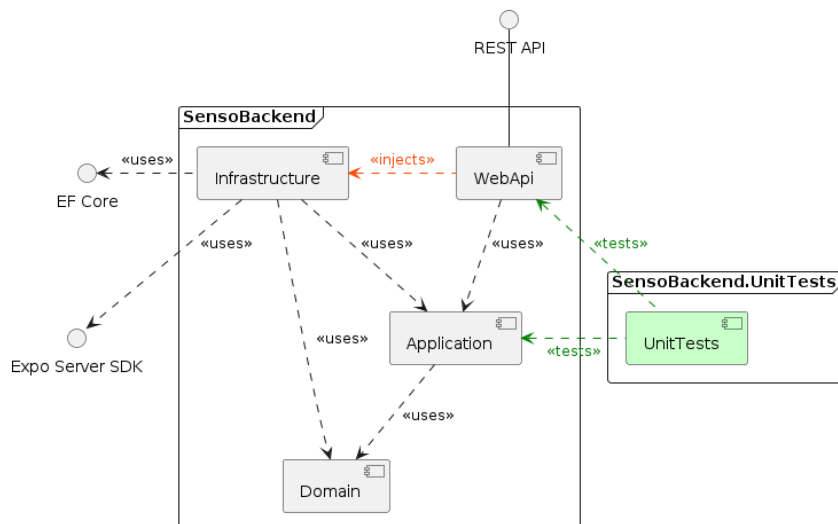 REST API
SensoBackend
«uses»
Infrastructure
«injects»
WebApi
EF Core
«uses»
«uses»
«uses»
«tests»
SensoBackend.UnitTests
Expo Server SDK
«uses»
Application
«tests»
UnitTests
«uses»
Domain